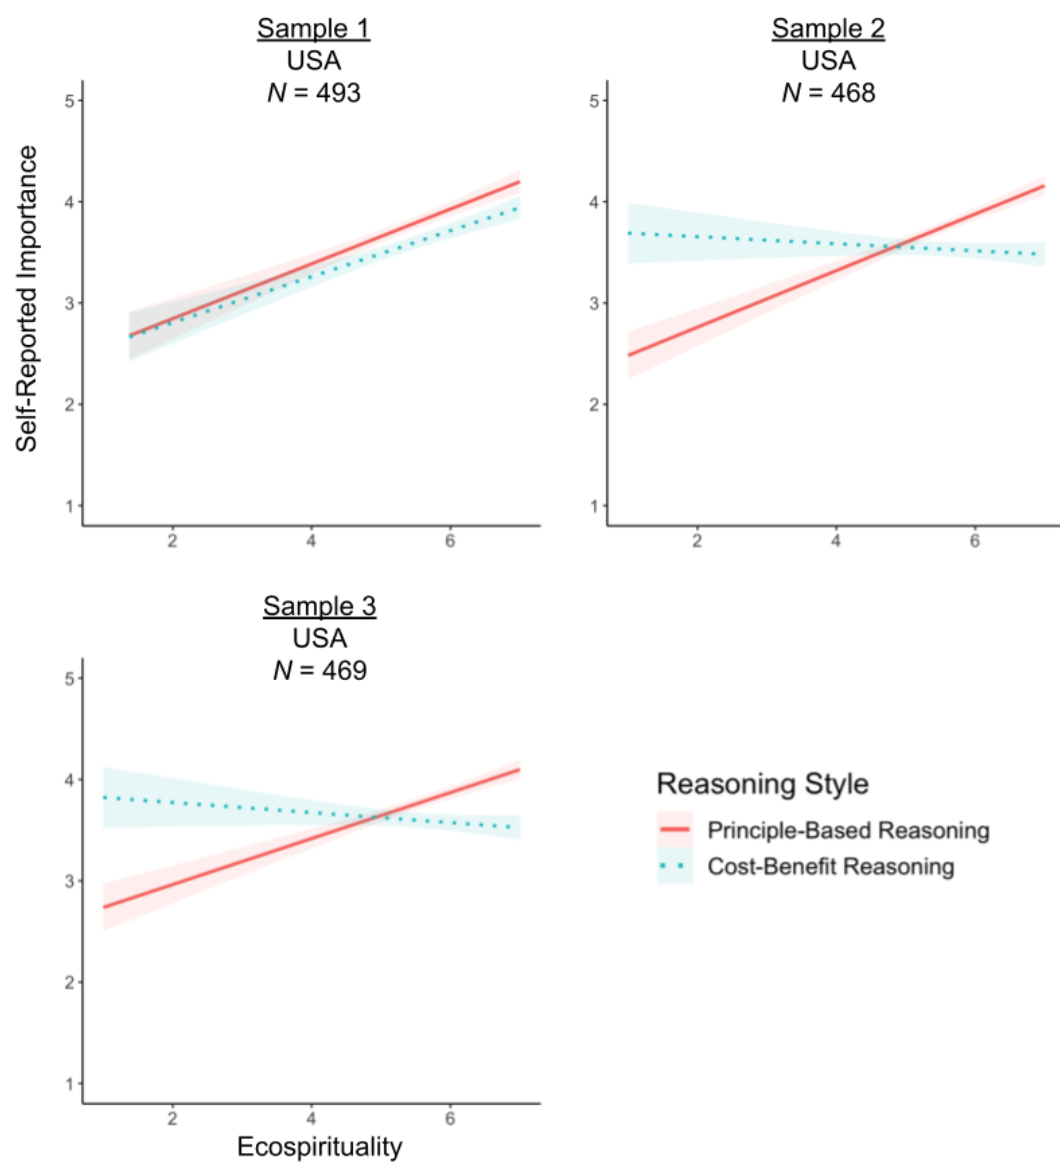 Sample 1
USA
N = 493
Sample 2
USA
N = 468
Self-Reported Importance
5
4
3
2
1
2 4 6
5
4
3
2
1
2 4 6
Sample 3
USA
N = 469
5
4
3
2
1
2 4 6
Ecospirituality
Reasoning Style
Principle-Based Reasoning
Cost-Benefit Reasoning